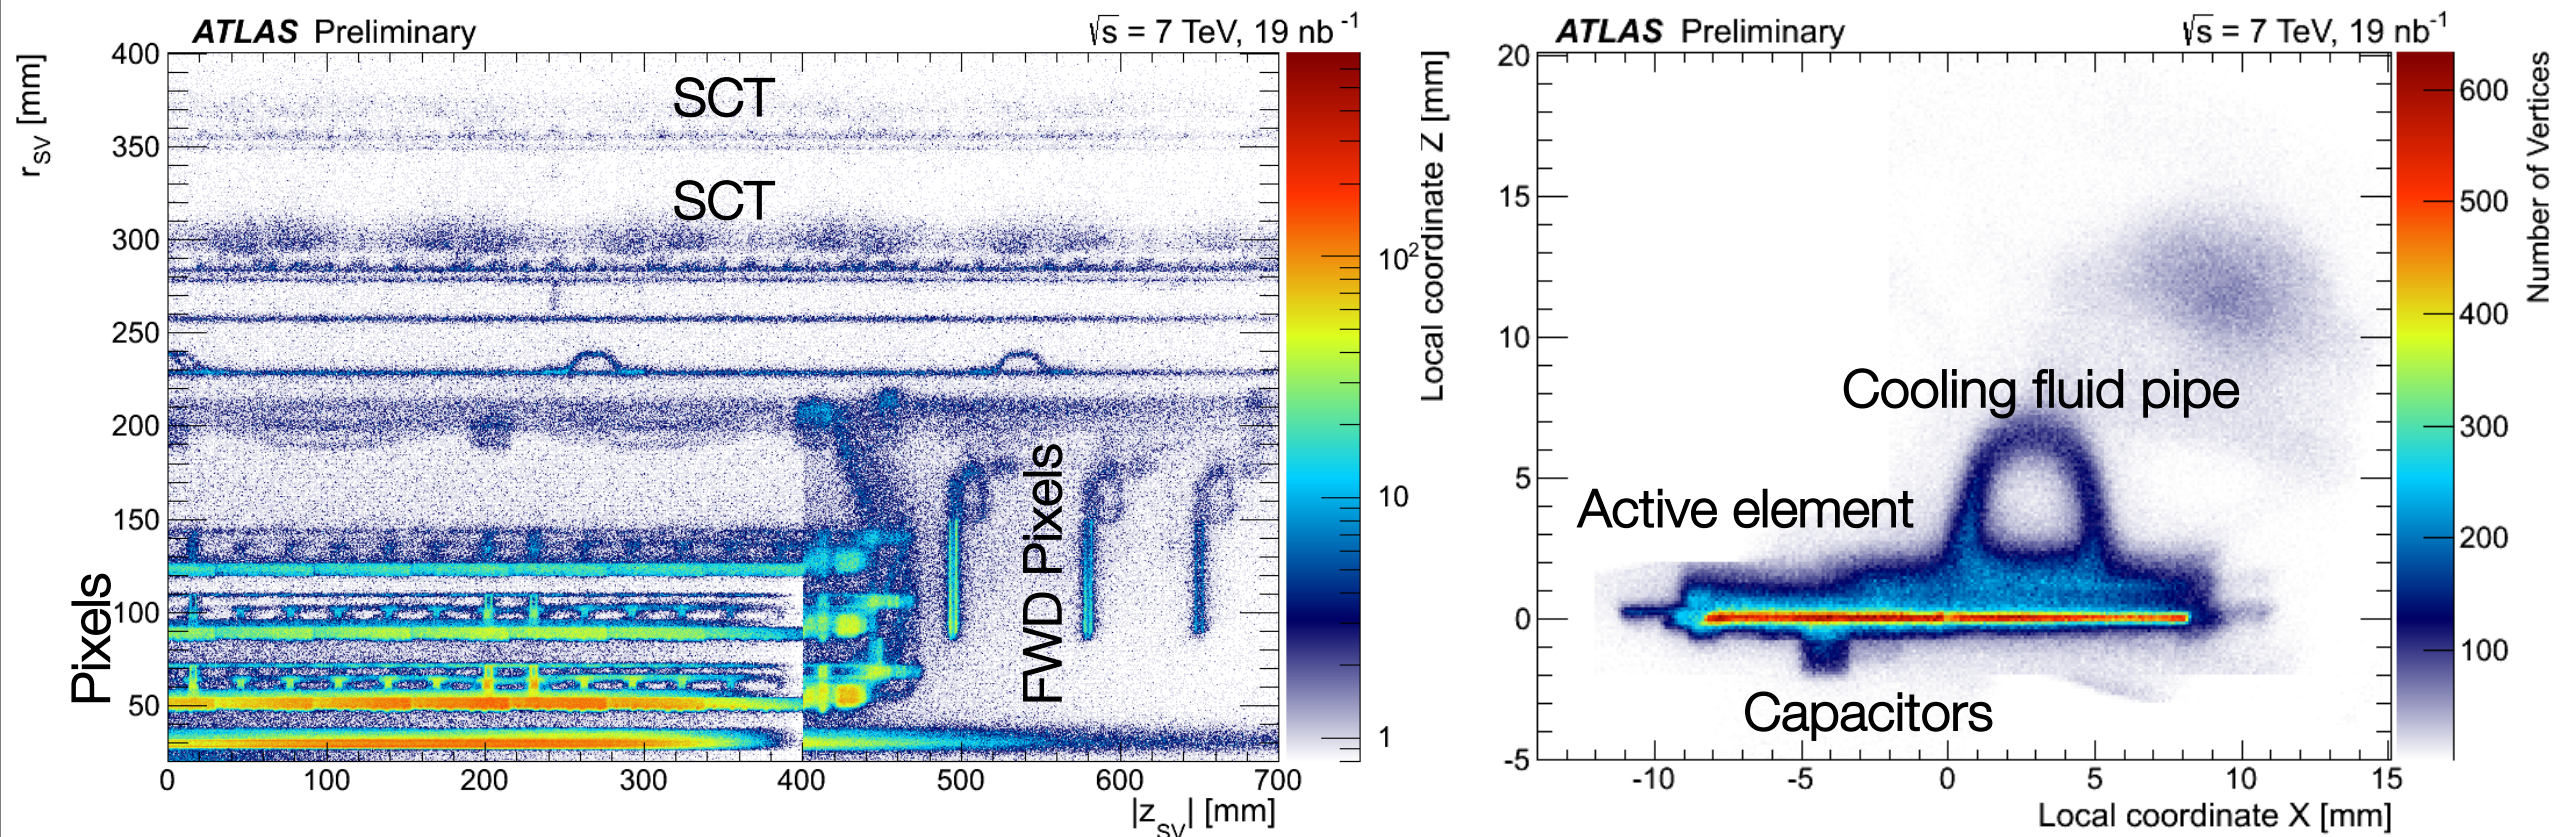 ATLAS Preliminary
√s = 7 TeV, 19 nb⁻¹
r_SV [mm]
400
350
300
250
200
150
100
50
SCT
SCT
Pixels
FWD Pixels
0 100 200 300 400 500 600 700
|z_SV| [mm]
10²
10
1
ATLAS Preliminary
√s = 7 TeV, 19 nb⁻¹
Local coordinate Z [mm]
20
15
10
5
0
-5
Cooling fluid pipe
Active element
Capacitors
-10 -5 0 5 10 15
Local coordinate X [mm]
600
500
400
300
200
100
Number of Vertices